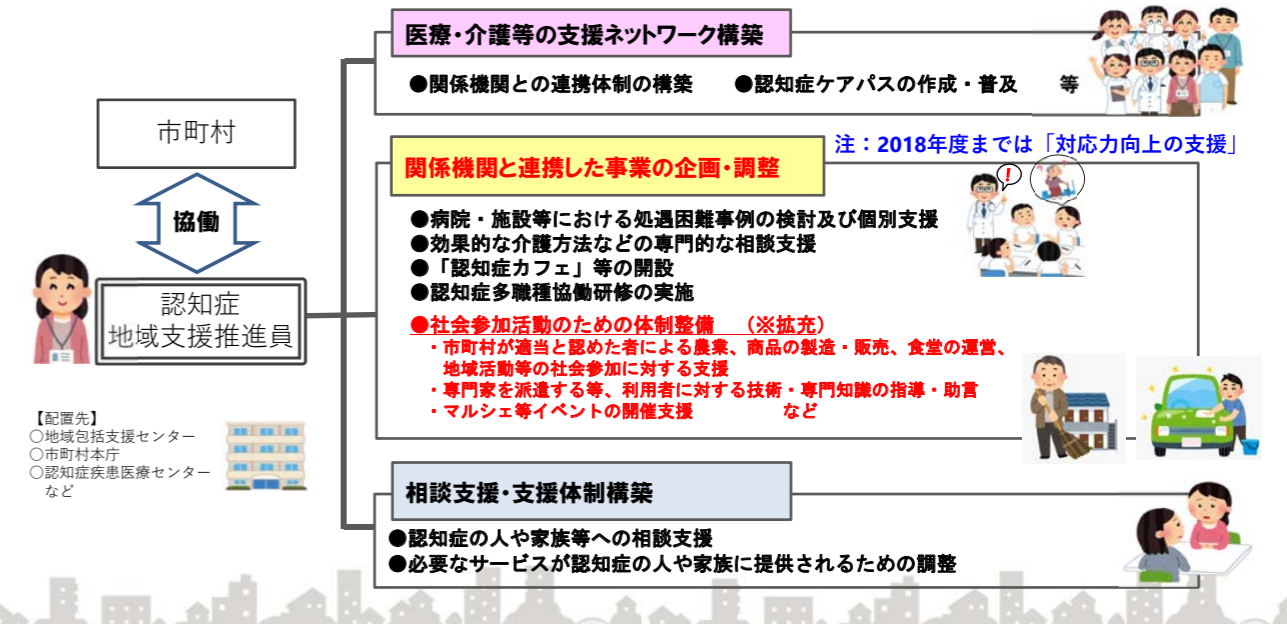 医療・介護等の支援ネットワーク構築
●関係機関との連携体制の構築　●認知症ケアパスの作成・普及　等
市町村
協働
認知症
地域支援推進員
【配置先】
○地域包括支援センター
○市町村本庁
○認知症疾患医療センター
など
注：2018年度までは「対応力向上の支援」
関係機関と連携した事業の企画・調整
!
●病院・施設等における処遇困難事例の検討及び個別支援
●効果的な介護方法などの専門的な相談支援
●「認知症カフェ」等の開設
●認知症多職種協働研修の実施
●社会参加活動のための体制整備　（※拡充）
・市町村が適当と認めた者による農業、商品の製造・販売、食堂の運営、
地域活動等の社会参加に対する支援
・専門家を派遣する等、利用者に対する技術・専門知識の指導・助言
・マルシェ等イベントの開催支援　　　など
相談支援・支援体制構築
●認知症の人や家族等への相談支援
●必要なサービスが認知症の人や家族に提供されるための調整